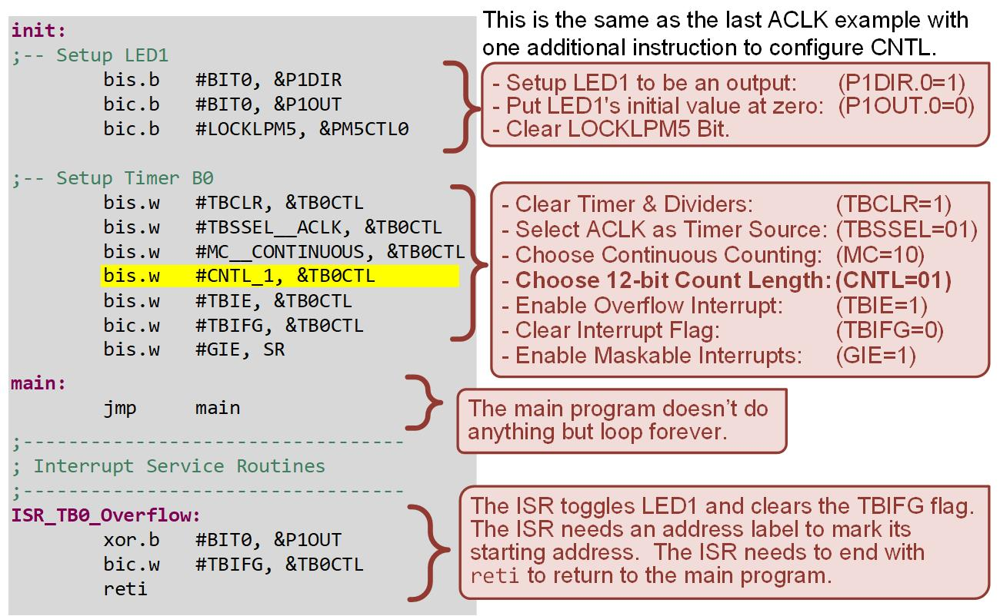 This is the same as the last ACLK example with
one additional instruction to configure CNTL.
init:
;-- Setup LED1
bis.b #BIT0, &P1DIR
bic.b #BIT0, &P1OUT
bic.b #LOCKLPM5, &PM5CTL0
- Setup LED1 to be an output: (P1DIR.0=1)
- Put LED1's initial value at zero: (P1OUT.0=0)
- Clear LOCKLPM5 Bit.
;-- Setup Timer B0
bis.w #TBCLR, &TB0CTL
bis.w #TBSSEL__ACLK, &TB0CTL
bis.w #MC__CONTINUOUS, &TB0CTL
bis.w #CNTL_1, &TB0CTL
bis.w #TBIE, &TB0CTL
bic.w #TBIFG, &TB0CTL
bis.w #GIE, SR
- Clear Timer & Dividers: (TBCLR=1)
- Select ACLK as Timer Source: (TBSSEL=01)
- Choose Continuous Counting: (MC=10)
- Choose 12-bit Count Length: (CNTL=01)
- Enable Overflow Interrupt: (TBIE=1)
- Clear Interrupt Flag: (TBIFG=0)
- Enable Maskable Interrupts: (GIE=1)
main:
jmp main
The main program doesn’t do
anything but loop forever.
;----------------------------------
; Interrupt Service Routines
;----------------------------------
ISR_TB0_Overflow:
xor.b #BIT0, &P1OUT
bic.w #TBIFG, &TB0CTL
reti
The ISR toggles LED1 and clears the TBIFG flag.
The ISR needs an address label to mark its
starting address. The ISR needs to end with
reti to return to the main program.